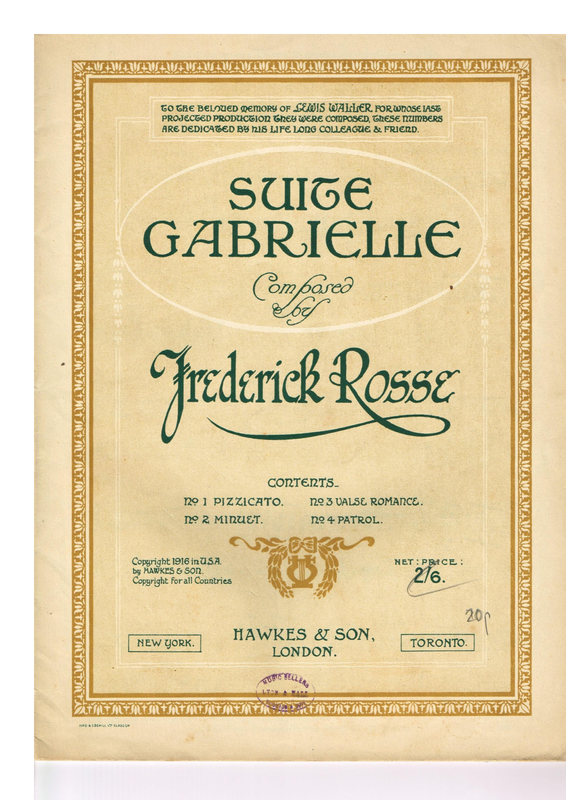 TO THE BELOVED MEMORY OF LEWIS WALLER, FOR WHOSE LAST
PROJECTED PRODUCTION THEY WERE COMPOSED, THESE NUMBERS
ARE DEDICATED BY HIS LIFE LONG COLLEAGUE & FRIEND.
SUITE
GABRIELLE
Composed
by
Frederick Rosse
CONTENTS_
No 1 PIZZICATO. No 3 VALSE ROMANCE.
No 2 MINUET. No 4 PATROL.
Copyright 1916 in U.S.A.
by HAWKES & SON.
Copyright for all Countries
NET: PRICE:
2/6.
20p
HAWKES & SON,
LONDON.
NEW YORK.
TORONTO.
MUSIC SELLERS